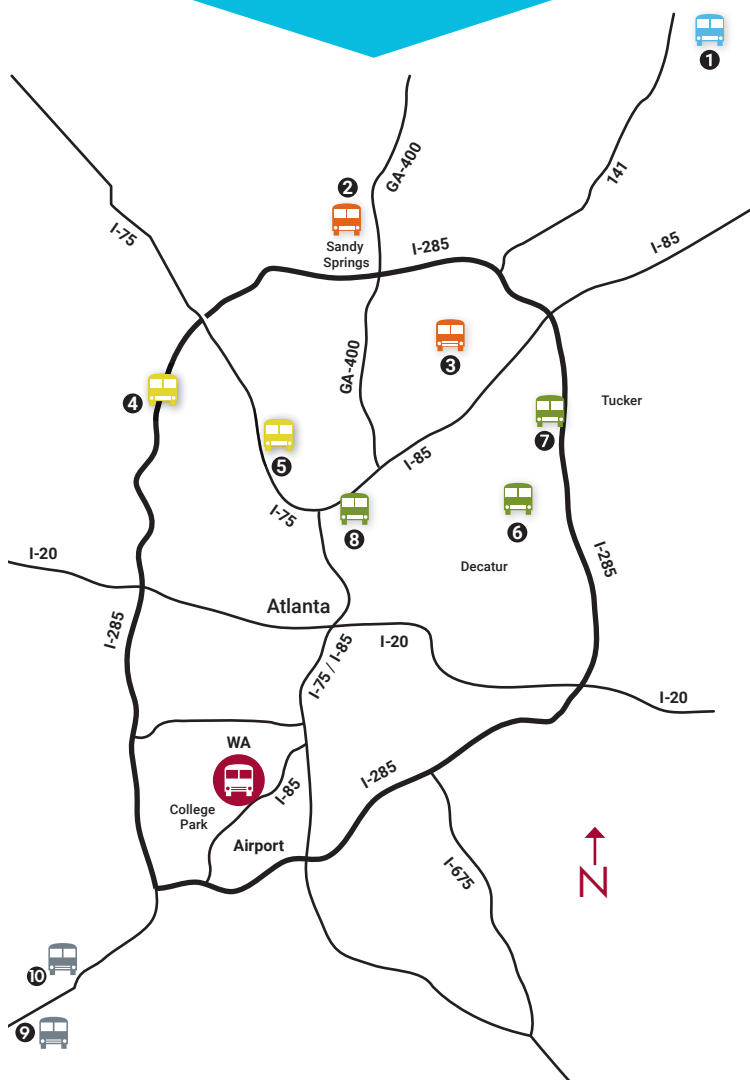 1
2
GA-400
141
I-75
Sandy
Springs
I-285
I-85
3
GA-400
4
Tucker
7
5
I-85
I-75
6
8
I-20
Decatur
I-285
Atlanta
I-285
I-20
I-75 / I-85
I-20
WA
I-285
I-85
College
Park
Airport
I-675
N
10
9